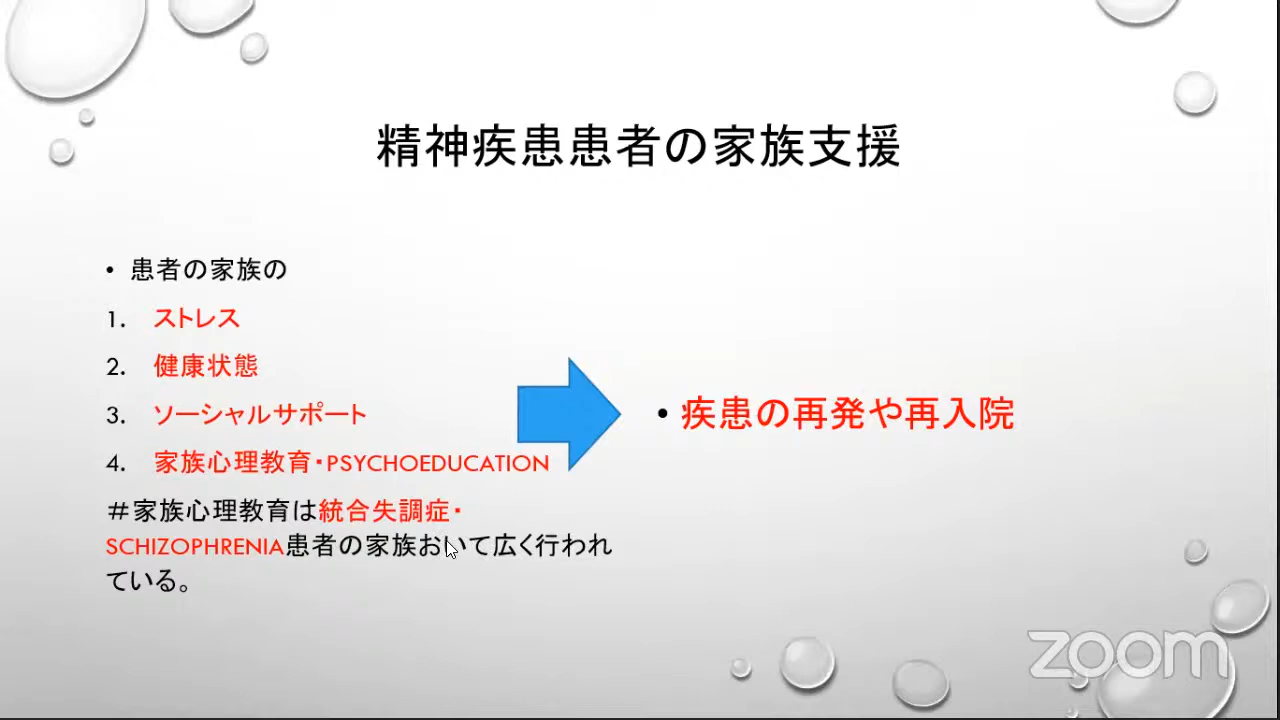 精神疾患患者の家族支援
• 患者の家族の
1. ストレス
2. 健康状態
3. ソーシャルサポート
4. 家族心理教育・PSYCHOEDUCATION
＃家族心理教育は統合失調症・
SCHIZOPHRENIA患者の家族おいて広く行われ
ている。
• 疾患の再発や再入院
zoom